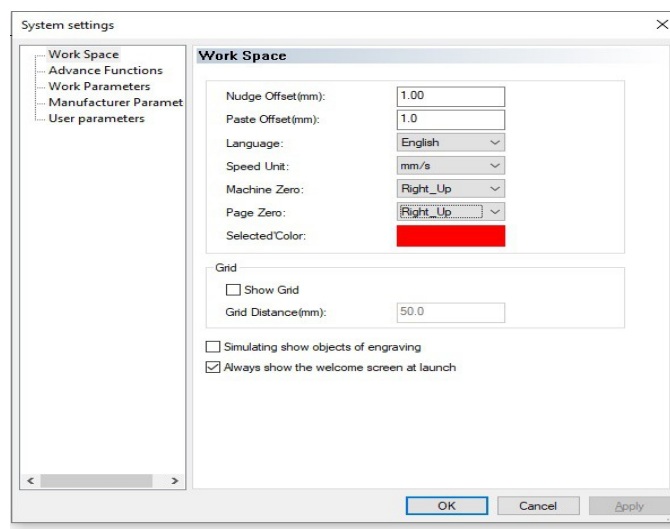 System settings
Work Space
Advance Functions
Work Parameters
Manufacturer Paramet
User parameters
Work Space
Nudge Offset(mm): 1.00
Paste Offset(mm): 1.0
Language: English
Speed Unit: mm/s
Machine Zero: Right_Up
Page Zero: Right_Up
Selected'Color:
Grid
Show Grid
Grid Distance(mm): 50.0
Simulating show objects of engraving
Always show the welcome screen at launch
OK Cancel Apply